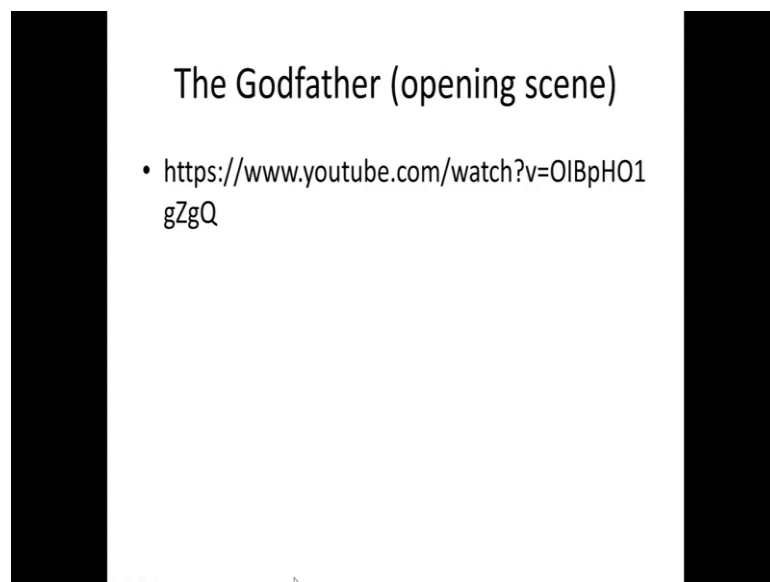 The Godfather (opening scene)
• https://www.youtube.com/watch?v=OIBpHO1
gZgQ